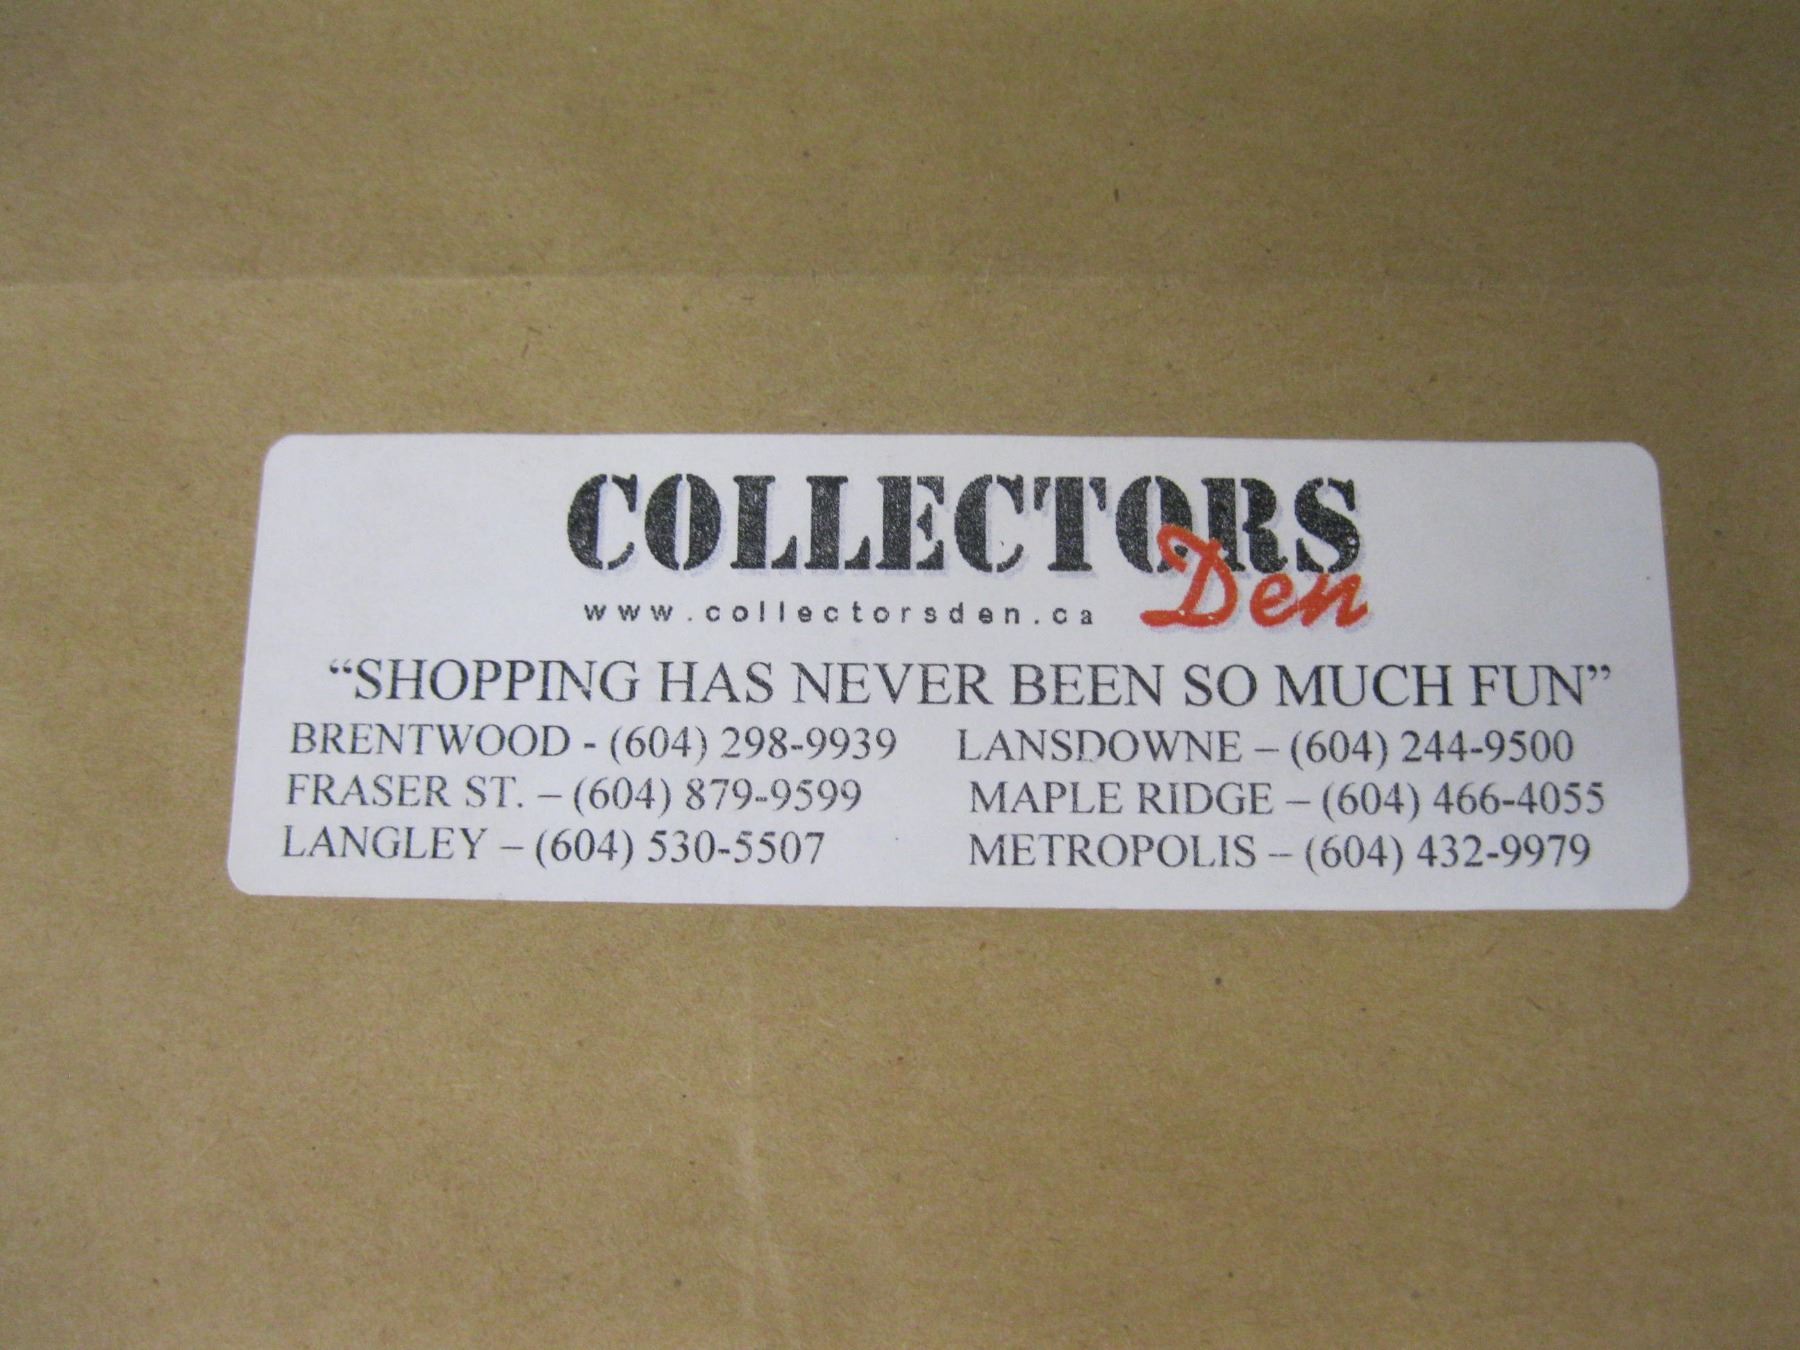 COLLECTORS
Den
www.collectorsden.ca
“SHOPPING HAS NEVER BEEN SO MUCH FUN”
BRENTWOOD - (604) 298-9939 LANSDOWNE – (604) 244-9500
FRASER ST. – (604) 879-9599 MAPLE RIDGE – (604) 466-4055
LANGLEY – (604) 530-5507 METROPOLIS – (604) 432-9979